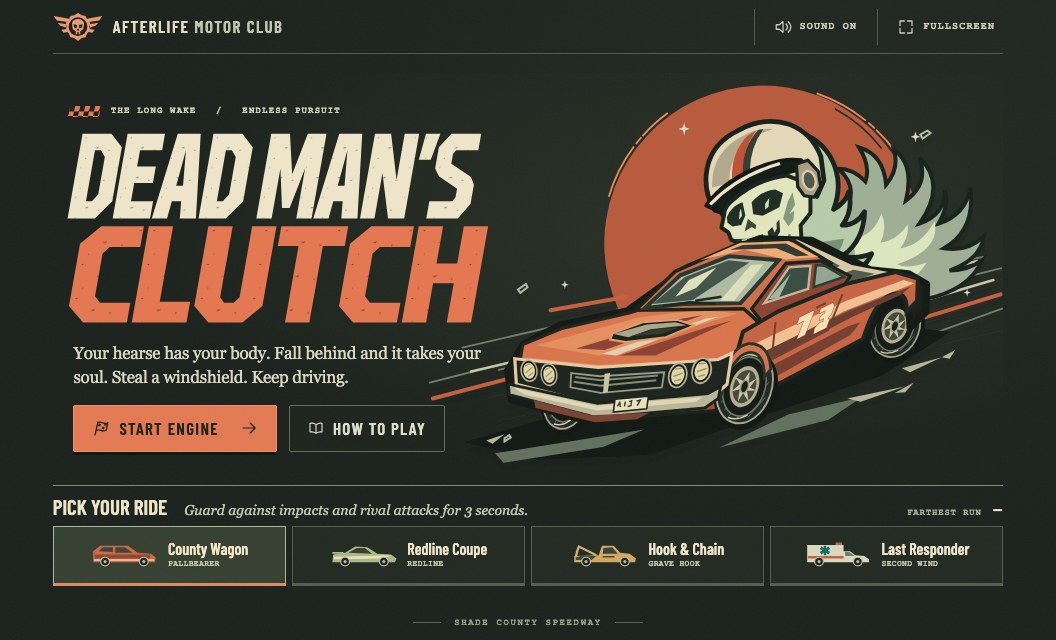 AFTERLIFE MOTOR CLUB
SOUND ON
FULLSCREEN
THE LONG WAKE / ENDLESS PURSUIT
DEAD MAN'S
CLUTCH
Your hearse has your body. Fall behind and it takes your
soul. Steal a windshield. Keep driving.
START ENGINE
HOW TO PLAY
13
PICK YOUR RIDE
Guard against impacts and rival attacks for 3 seconds.
FARTHEST RUN —
County Wagon
PALLBEARER
Redline Coupe
REDLINE
Hook & Chain
GRAVE HOOK
Last Responder
SECOND WIND
SHADE COUNTY SPEEDWAY